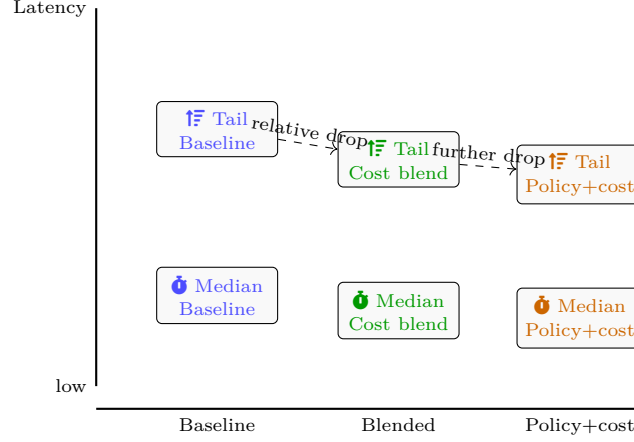 Latency
Tail
Baseline
relative drop
Tail
Cost blend
further drop
Tail
Policy+cost
Median
Baseline
Median
Cost blend
Median
Policy+cost
low
Baseline
Blended
Policy+cost